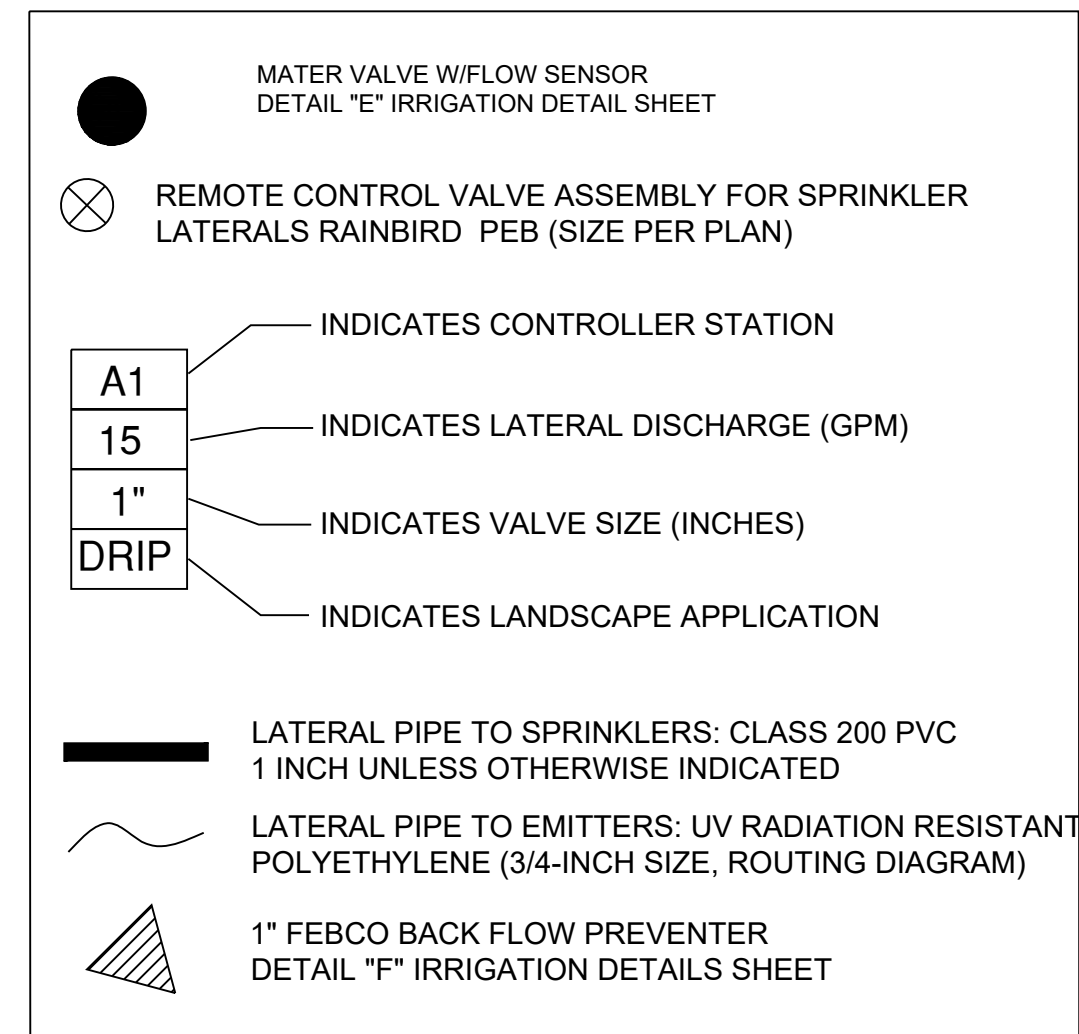 MATER VALVE W/FLOW SENSOR
DETAIL "E" IRRIGATION DETAIL SHEET
REMOTE CONTROL VALVE ASSEMBLY FOR SPRINKLER
LATERALS RAINBIRD PEB (SIZE PER PLAN)
A1
INDICATES CONTROLLER STATION
15
INDICATES LATERAL DISCHARGE (GPM)
1"
INDICATES VALVE SIZE (INCHES)
DRIP
INDICATES LANDSCAPE APPLICATION
LATERAL PIPE TO SPRINKLERS: CLASS 200 PVC
1 INCH UNLESS OTHERWISE INDICATED
LATERAL PIPE TO EMITTERS: UV RADIATION RESISTANT
POLYETHYLENE (3/4-INCH SIZE, ROUTING DIAGRAM)
1" FEBCO BACK FLOW PREVENTER
DETAIL "F" IRRIGATION DETAILS SHEET